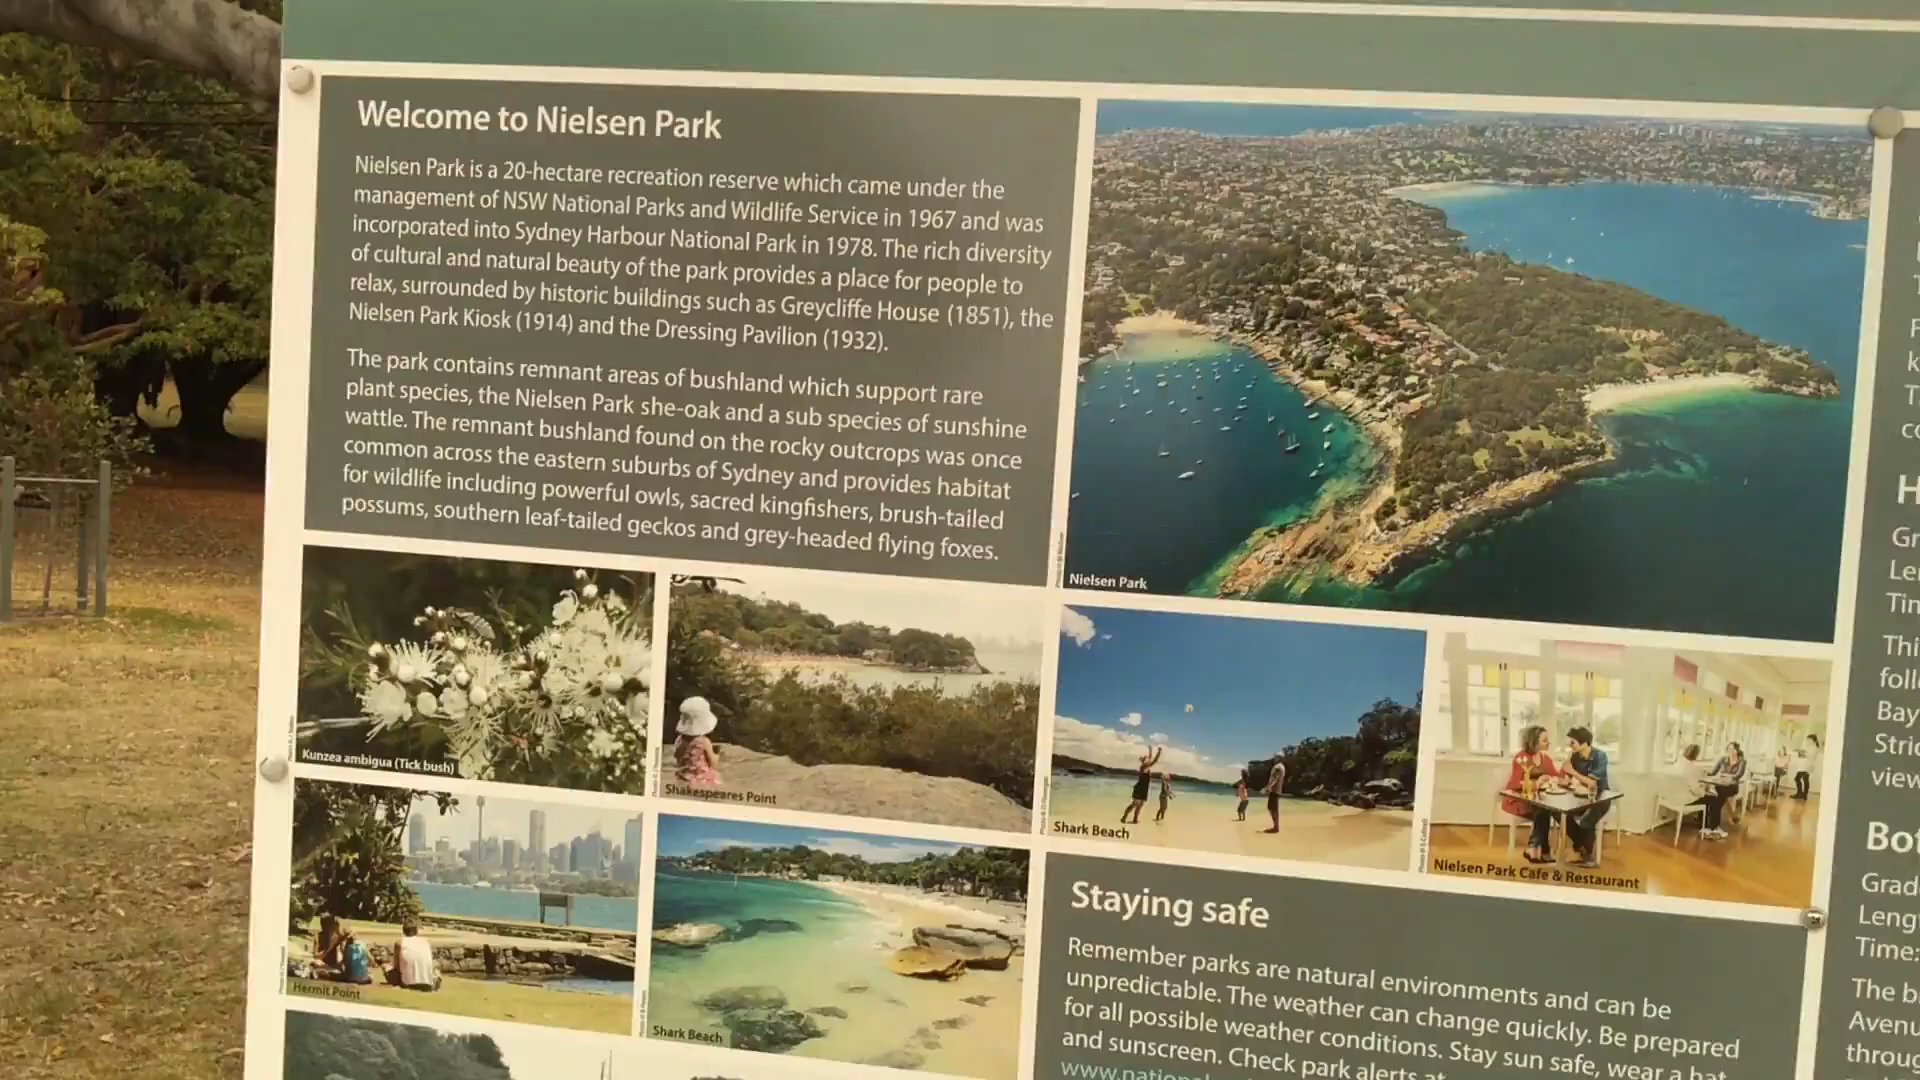 Welcome to Nielsen Park
Nielsen Park is a 20-hectare recreation reserve which came under the
management of NSW National Parks and Wildlife Service in 1967 and was
incorporated into Sydney Harbour National Park in 1978. The rich diversity
of cultural and natural beauty of the park provides a place for people to
relax, surrounded by historic buildings such as Greycliffe House (1851), the
Nielsen Park Kiosk (1914) and the Dressing Pavilion (1932).
The park contains remnant areas of bushland which support rare
plant species, the Nielsen Park she-oak and a sub species of sunshine
wattle. The remnant bushland found on the rocky outcrops was once
common across the eastern suburbs of Sydney and provides habitat
for wildlife including powerful owls, sacred kingfishers, brush-tailed
possums, southern leaf-tailed geckos and grey-headed flying foxes.
Nielsen Park
Kunzea ambigua (Tick bush)
Shakespeares Point
Shark Beach
Nielsen Park Cafe & Restaurant
Hermit Point
Shark Beach
Staying safe
Remember parks are natural environments and can be
unpredictable. The weather can change quickly. Be prepared
for all possible weather conditions. Stay sun safe, wear a hat
and sunscreen. Check park alerts at
Time: